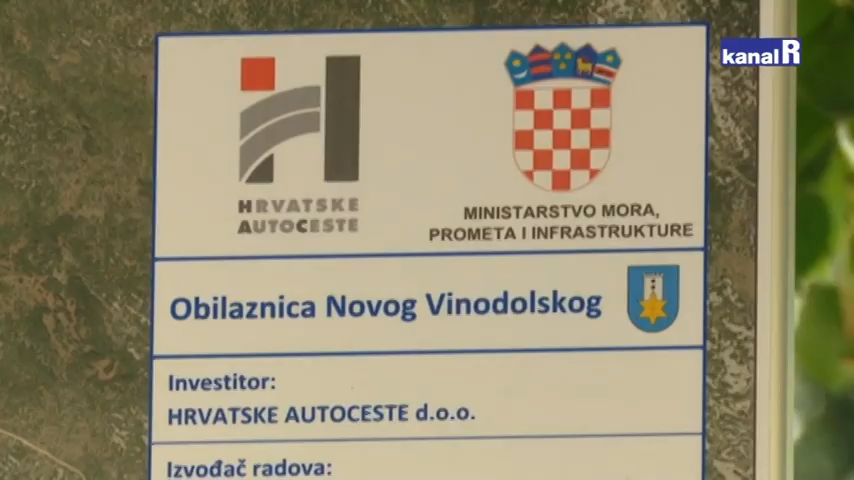 kanal R
HRVATSKE
AUTOCESTE
MINISTARSTVO MORA,
PROMETA I INFRASTRUKTURE
Obilaznica Novog Vinodolskog
Investitor:
HRVATSKE AUTOCESTE d.o.o.
Izvođač radova: